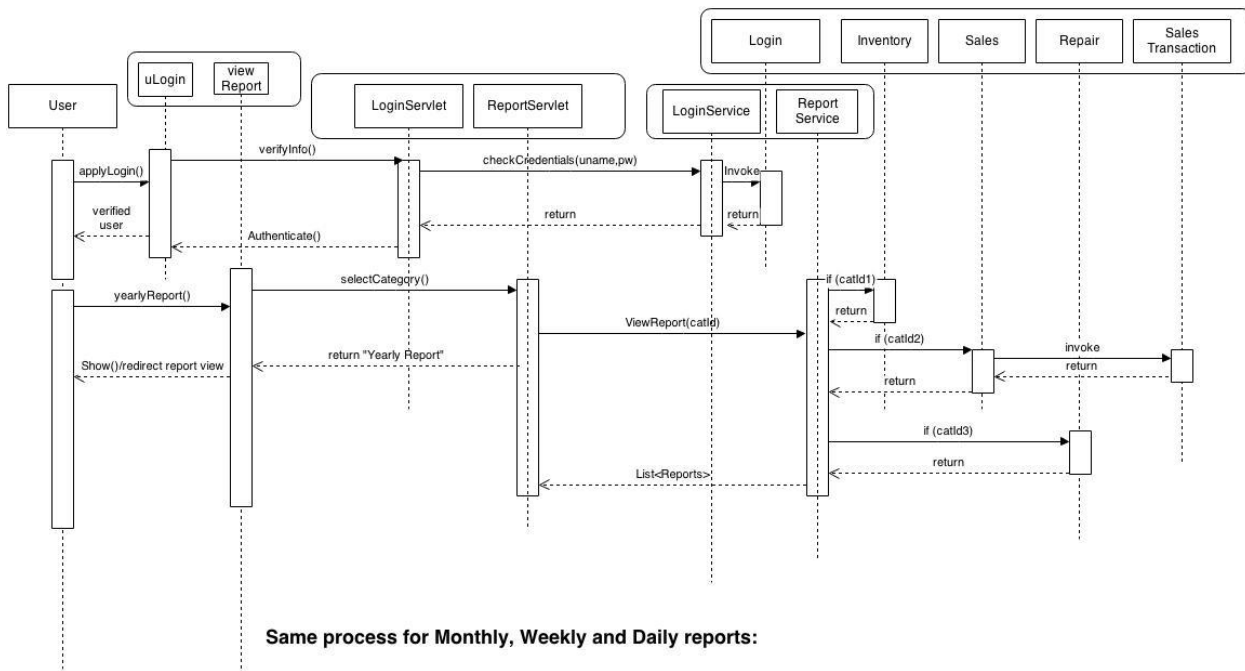 Login
Inventory
Sales
Repair
Sales
Transaction
uLogin
view
Report
User
LoginServlet
ReportServlet
LoginService
Report
Service
verifyInfo()
checkCredentials(uname,pw)
applyLogin()
Invoke
verified
user
return
return
Authenticate()
selectCategory()
if (catId1)
yearlyReport()
return
ViewReport(catId)
if (catId2)
invoke
return "Yearly Report"
Show()/redirect report view
return
return
if (catId3)
return
List<Reports>
Same process for Monthly, Weekly and Daily reports: